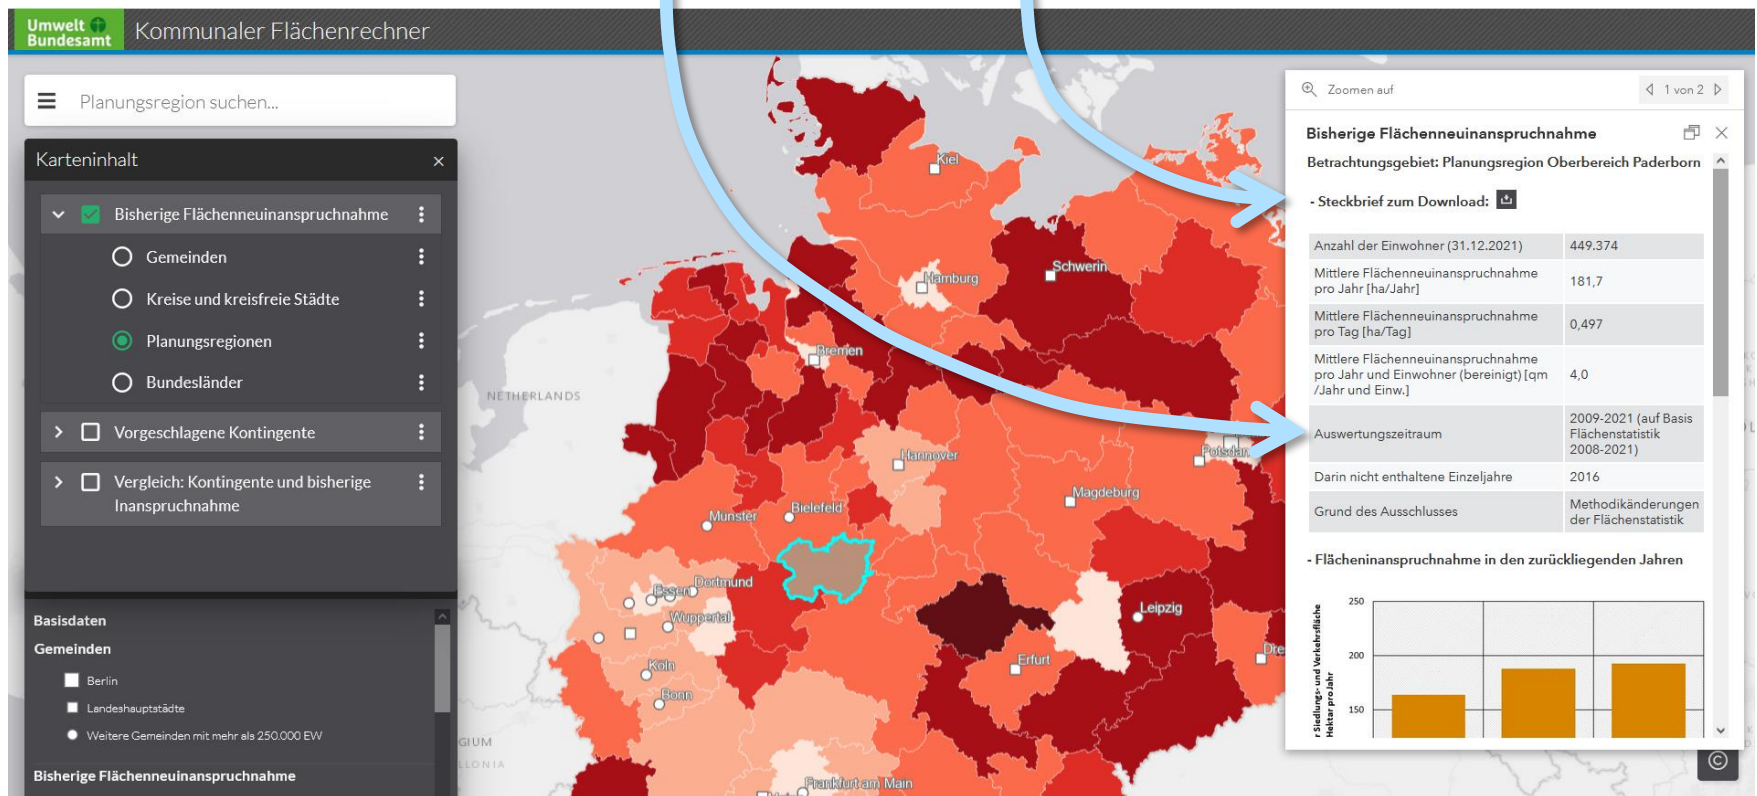 Umwelt
Bundesamt
Kommunaler Flächenrechner
Planungsregion suchen...
Karteninhalt
Bisherige Flächenneuinanspruchnahme
Gemeinden
Kreise und kreisfreie Städte
Planungsregionen
Bundesländer
Vorgeschlagene Kontingente
Vergleich: Kontingente und bisherige
Inanspruchnahme
Basisdaten
Gemeinden
Berlin
Landeshauptstädte
Weitere Gemeinden mit mehr als 250.000 EW
Bisherige Flächenneuinanspruchnahme
Kiel
Schwerin
Hamburg
Bremen
NETHERLANDS
Hannover
Potsdam
Magdeburg
Münster
Bielefeld
Dortmund
Essen
Wuppertal
Leipzig
Köln
Erfurt
Bonn
Frankfurt am Main
Zoomen auf
1 von 2
Bisherige Flächenneuinanspruchnahme
Betrachtungsgebiet: Planungsregion Oberbereich Paderborn
- Steckbrief zum Download:
Anzahl der Einwohner (31.12.2021) 449.374
Mittlere Flächenneuinanspruchnahme
pro Jahr [ha/Jahr] 181,7
Mittlere Flächenneuinanspruchnahme
pro Tag [ha/Tag] 0,497
Mittlere Flächenneuinanspruchnahme
pro Jahr und Einwohner (bereinigt) [qm
/Jahr und Einw.] 4,0
Auswertungszeitraum 2009-2021 (auf Basis
Flächenstatistik
2008-2021)
Darin nicht enthaltene Einzeljahre 2016
Grund des Ausschlusses Methodikänderungen
der Flächenstatistik
- Flächeninanspruchnahme in den zurückliegenden Jahren
r Siedlungs- und Verkehrsfläche
Hektar pro Jahr
250
200
150
©